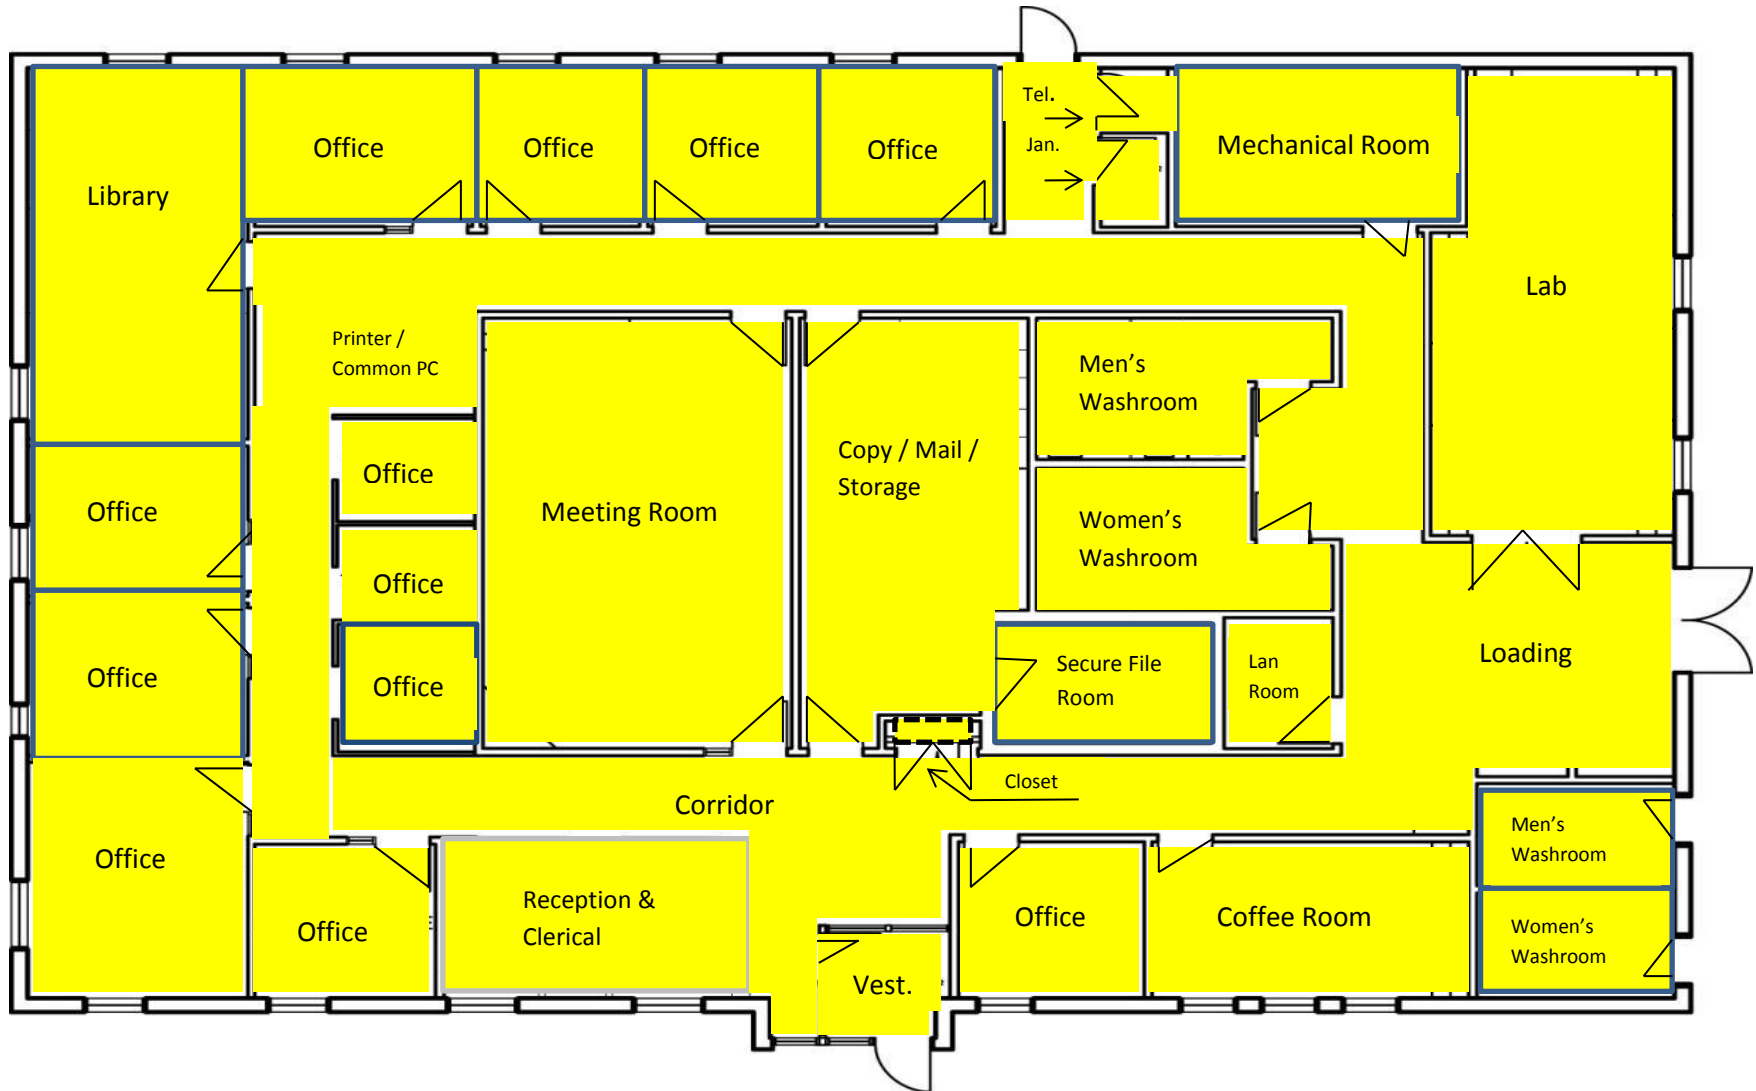 Tel.
Jan.
Office
Office
Office
Office
Mechanical Room
Library
Lab
Printer /
Common PC
Men's
Washroom
Copy / Mail /
Storage
Office
Meeting Room
Women's
Washroom
Office
Office
Office
Office
Secure File
Room
Lan
Room
Loading
Closet
Corridor
Men's
Washroom
Office
Office
Reception &
Clerical
Vest.
Office
Coffee Room
Women's
Washroom